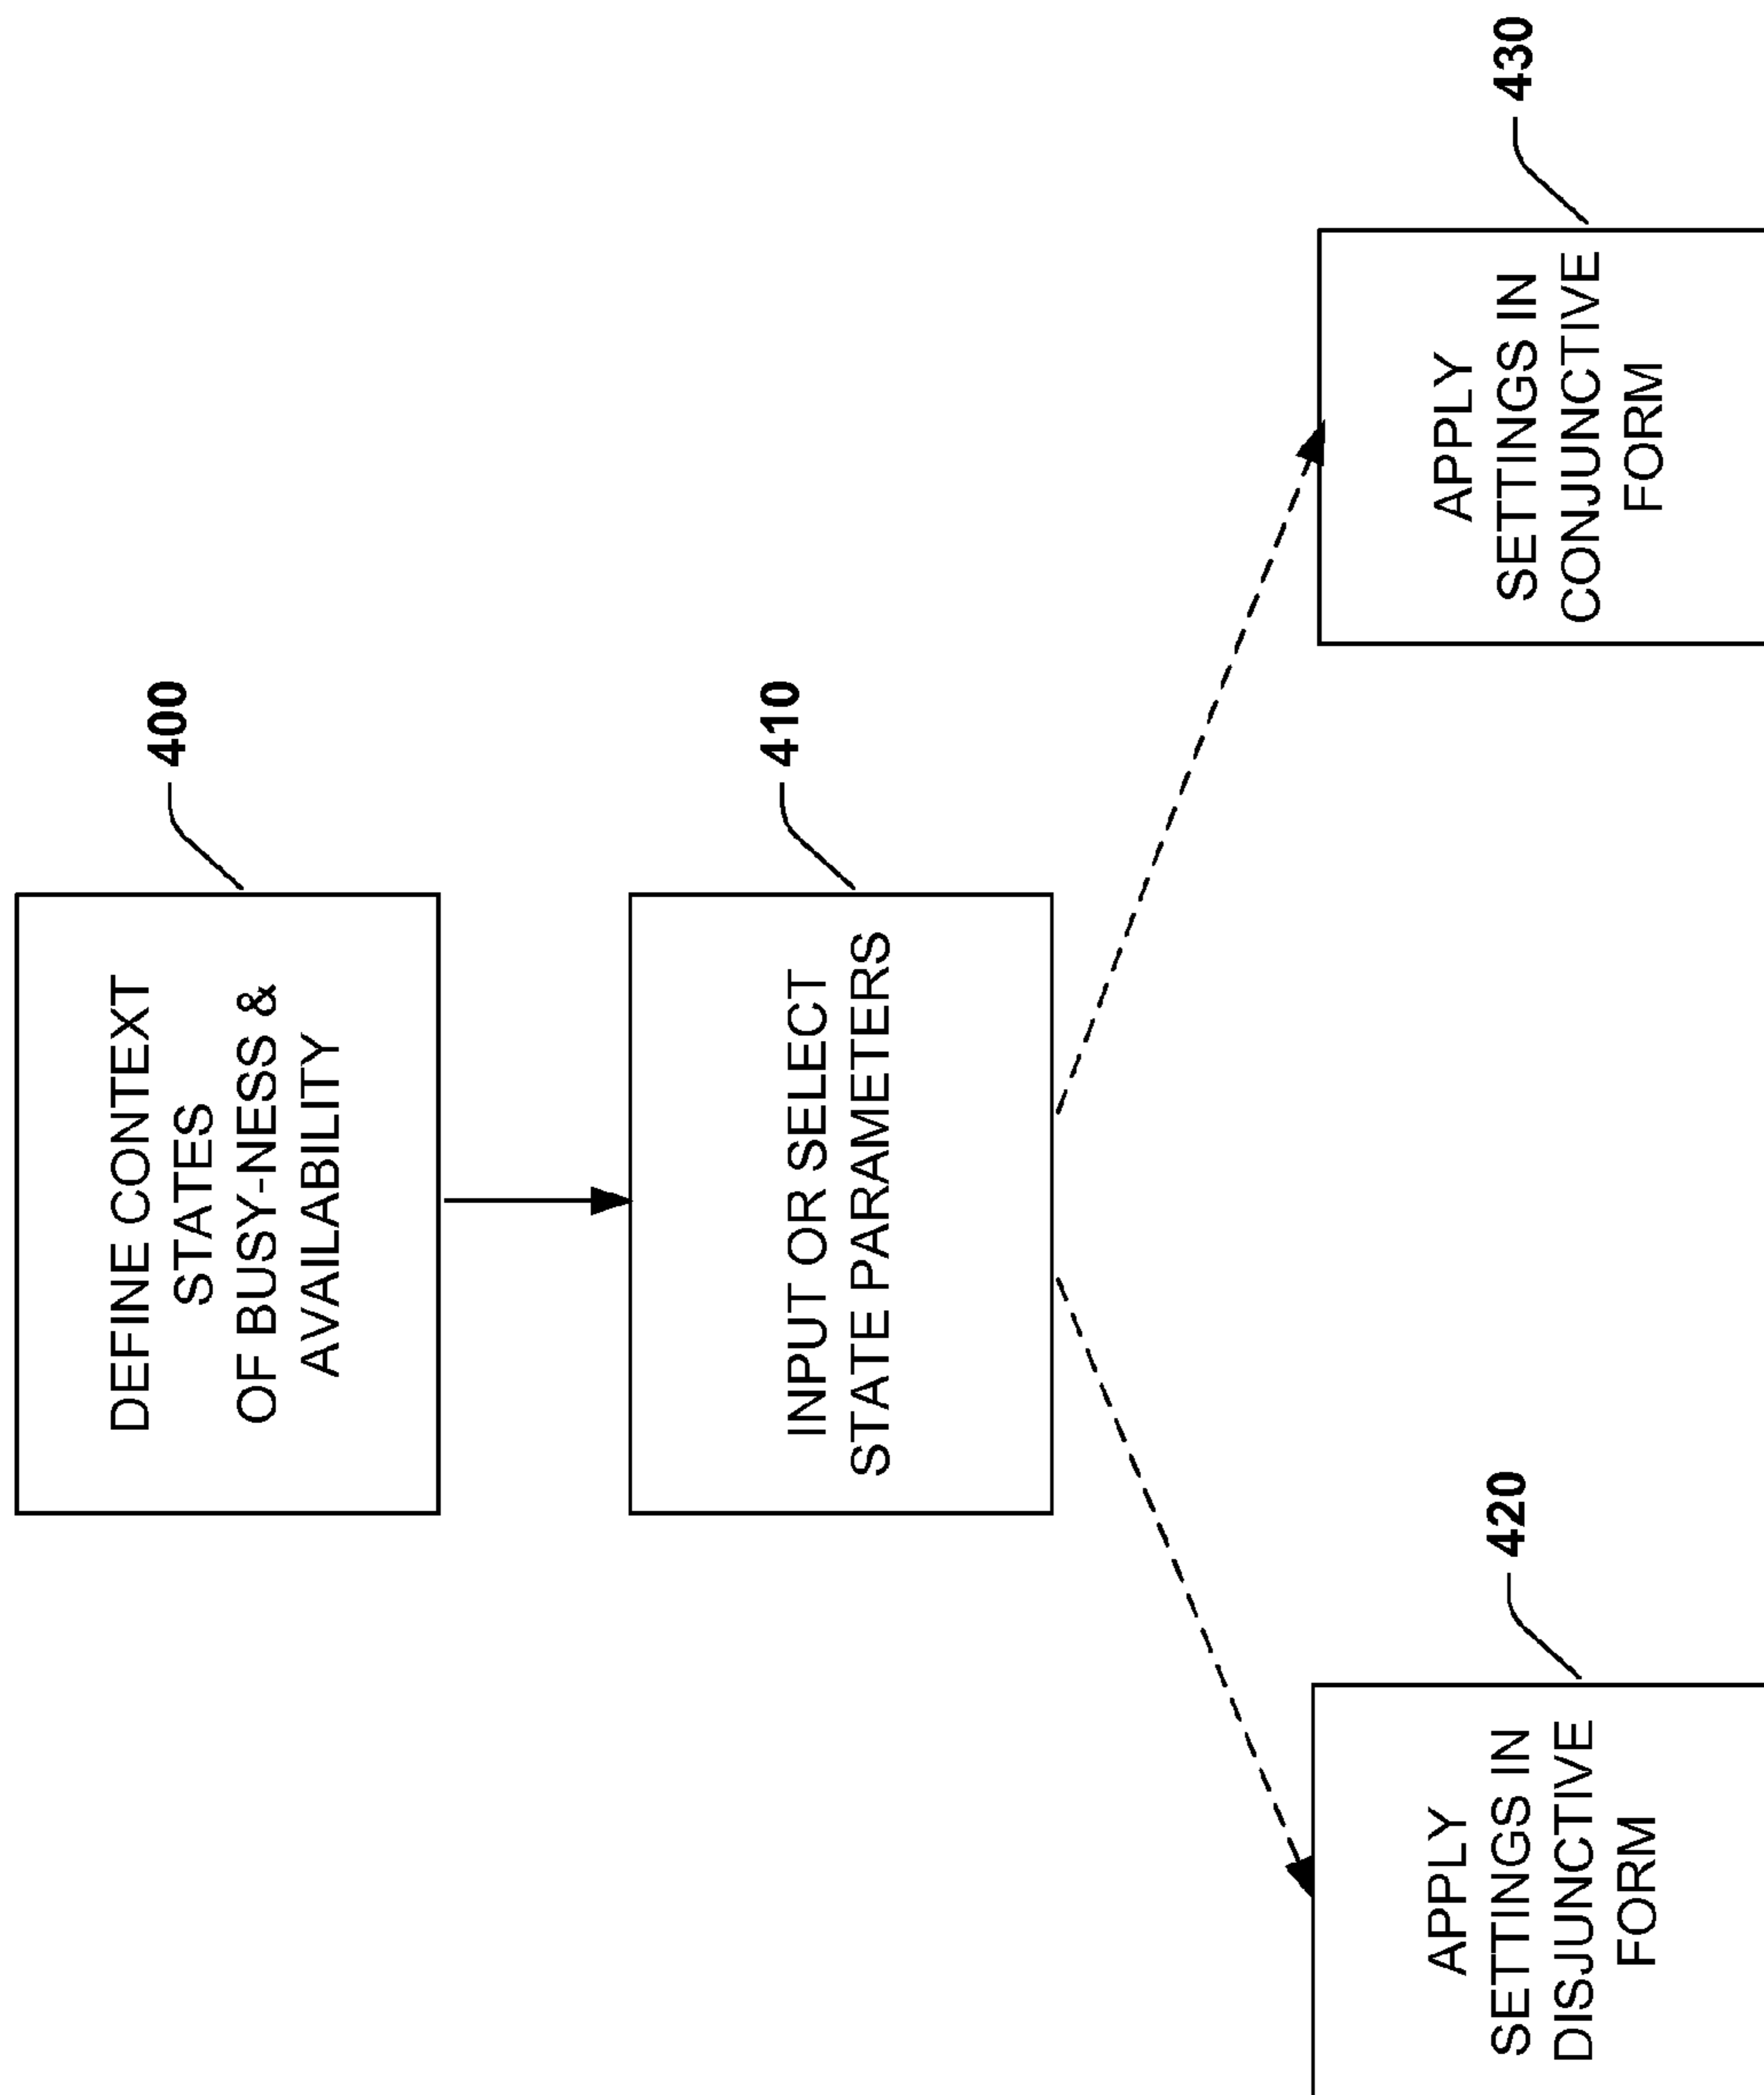 DEFINE CONTEXT
STATES
OF BUSY-NESS &
AVAILABILITY
400
INPUT OR SELECT
STATE PARAMETERS
410
APPLY
SETTINGS IN
DISJUNCTIVE
FORM
420
APPLY
SETTINGS IN
CONJUNCTIVE
FORM
430